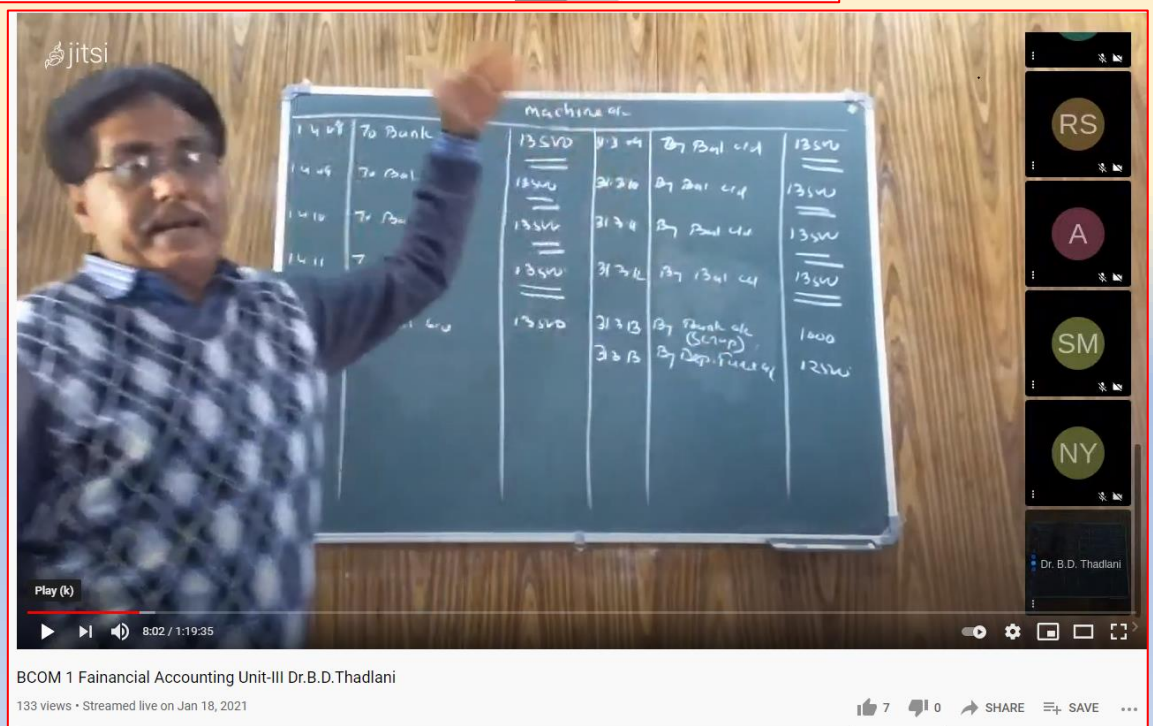 jitsi
machine a/c
1 4 08 To Bank 13500 31.3 09 By Bal c/d 13500
1 4 09 To Bal 13500 31.3 10 By Bal c/d 13500
1 4 10 To Ba 13500 31 3 11 By Bal c/d 13500
1 4 11 T 13500 31 3 12 By Bal c/d 13500
13500 31 3 13 By Bank a/c 1000
(Scrap)
31 3 13 By Dep. Fund a/c 12500
RS
A
SM
NY
Dr. B.D. Thadlani
Play (k)
8:02 / 1:19:35
BCOM 1 Fainancial Accounting Unit-III Dr.B.D.Thadlani
133 views • Streamed live on Jan 18, 2021
7 0 SHARE SAVE